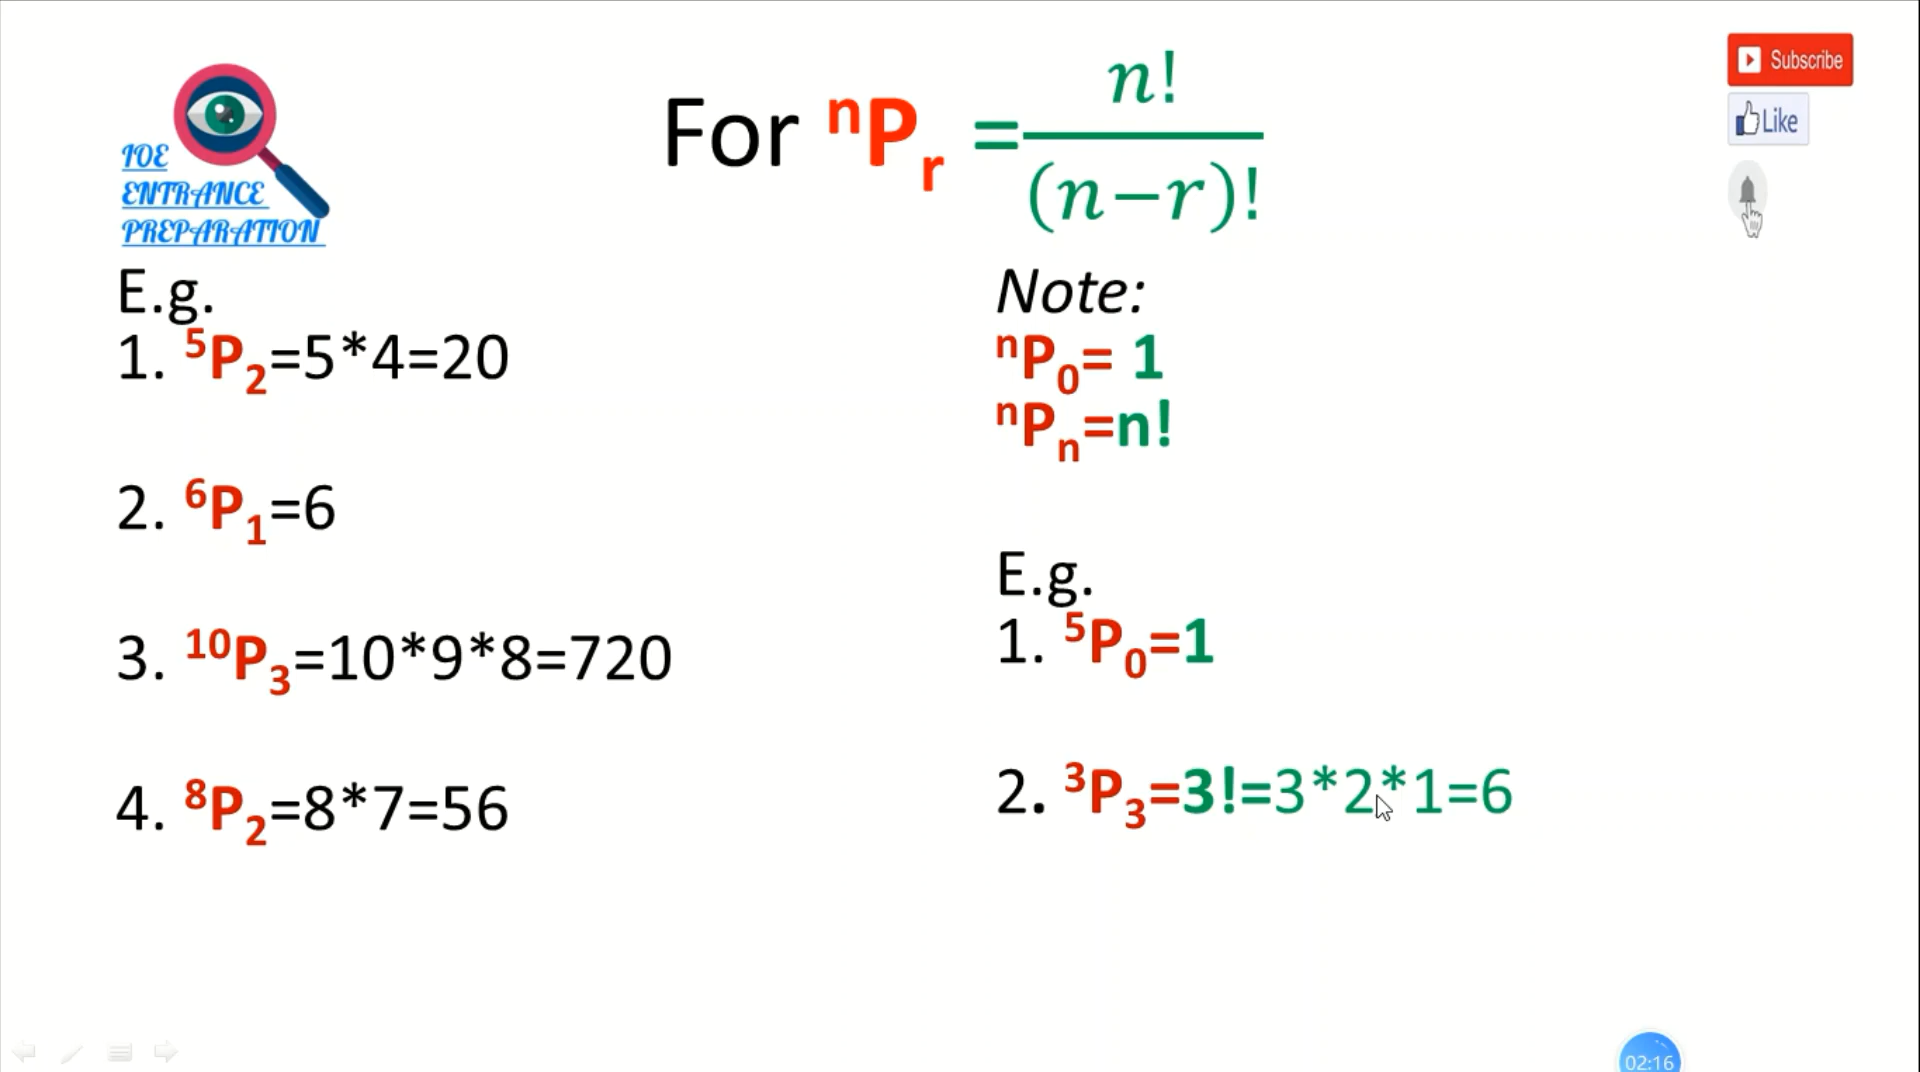 IOE
ENTRANCE
PREPARATION
For ⁿPᵣ = n! / (n−r)!
Subscribe
Like
E.g.
1. ⁵P₂=5*4=20
2. ⁶P₁=6
3. ¹⁰P₃=10*9*8=720
4. ⁸P₂=8*7=56
Note:
ⁿP₀= 1
ⁿPₙ=n!
E.g.
1. ⁵P₀=1
2. ³P₃=3!=3*2*1=6
02:16